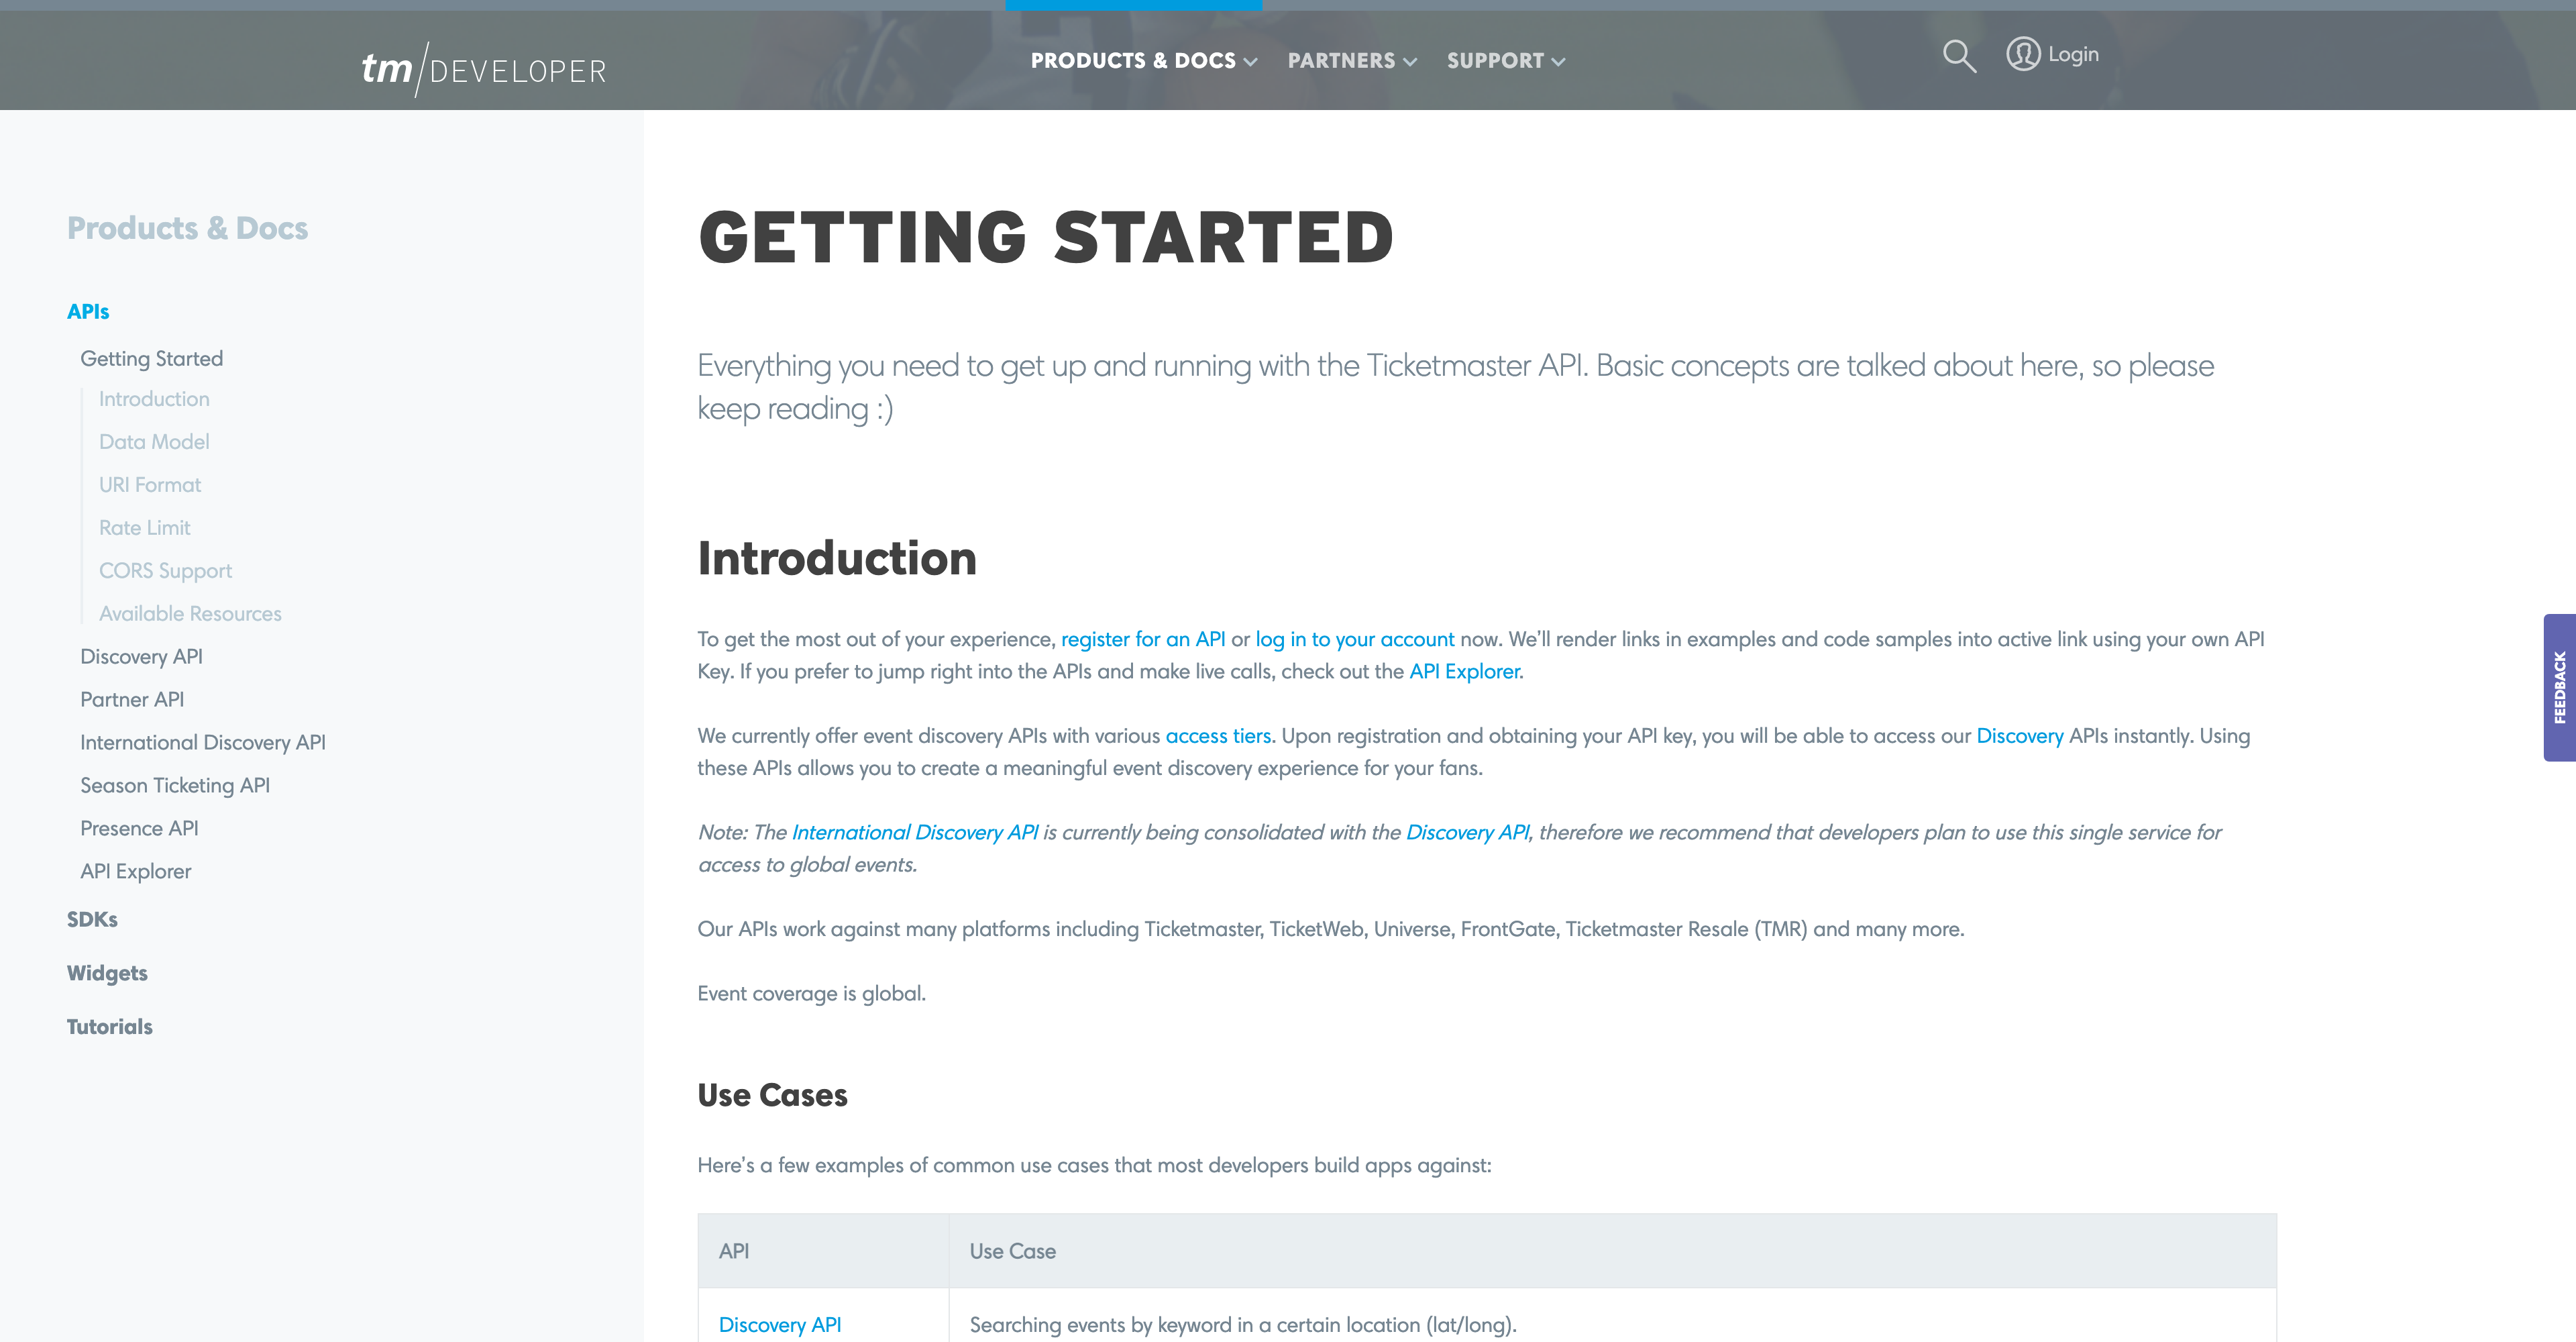 tm/DEVELOPER
PRODUCTS & DOCS
PARTNERS
SUPPORT
Login
Products & Docs
APIs
Getting Started
Introduction
Data Model
URI Format
Rate Limit
CORS Support
Available Resources
Discovery API
Partner API
International Discovery API
Season Ticketing API
Presence API
API Explorer
SDKs
Widgets
Tutorials
GETTING STARTED
Everything you need to get up and running with the Ticketmaster API. Basic concepts are talked about here, so please
keep reading :)
Introduction
To get the most out of your experience, register for an API or log in to your account now. We’ll render links in examples and code samples into active link using your own API
Key. If you prefer to jump right into the APIs and make live calls, check out the API Explorer.
We currently offer event discovery APIs with various access tiers. Upon registration and obtaining your API key, you will be able to access our Discovery APIs instantly. Using
these APIs allows you to create a meaningful event discovery experience for your fans.
Note: The International Discovery API is currently being consolidated with the Discovery API, therefore we recommend that developers plan to use this single service for
access to global events.
Our APIs work against many platforms including Ticketmaster, TicketWeb, Universe, FrontGate, Ticketmaster Resale (TMR) and many more.
Event coverage is global.
Use Cases
Here’s a few examples of common use cases that most developers build apps against:
API
Use Case
Discovery API
Searching events by keyword in a certain location (lat/long).
FEEDBACK